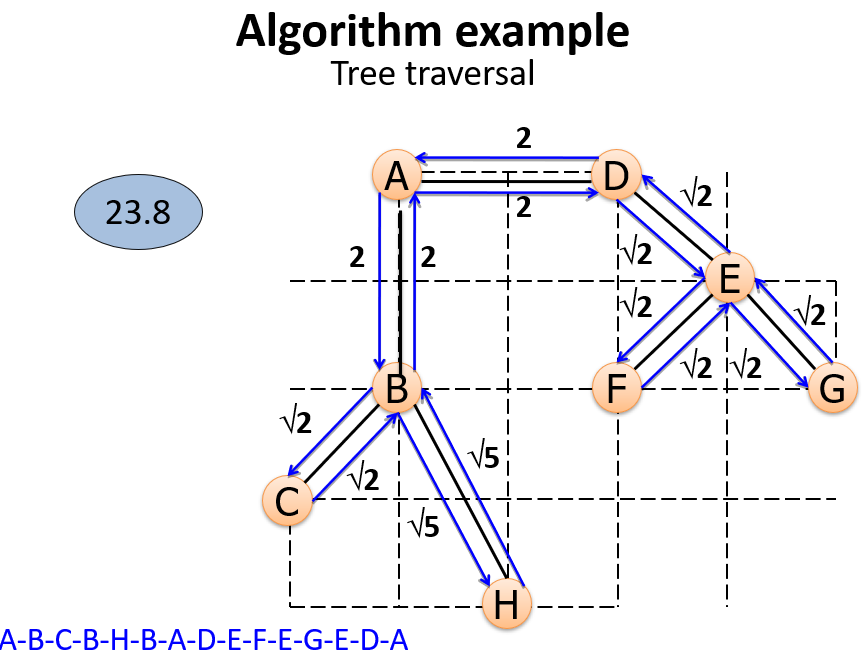 Algorithm example
Tree traversal
2
A
D
2
√2
23.8
2
2
√2
E
√2
√2
√2
√2
B
F
G
√2
√5
√2
C
√5
H
A-B-C-B-H-B-A-D-E-F-E-G-E-D-A